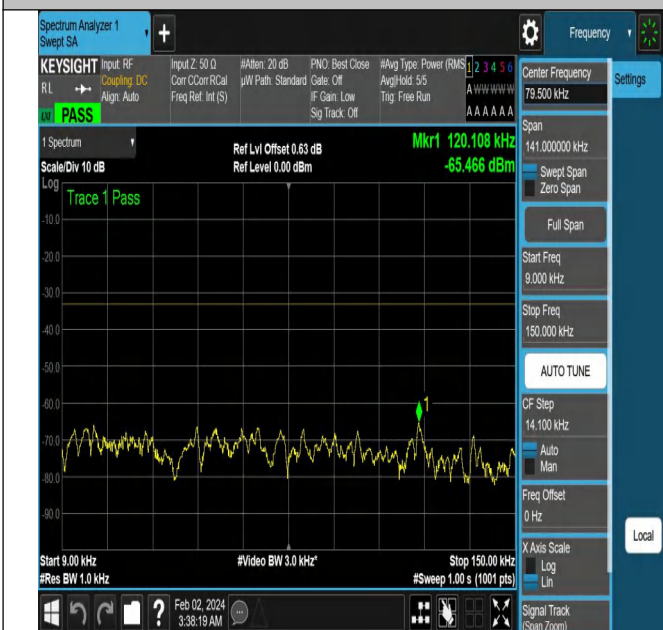 Spectrum Analyzer 1
Swept SA
+
Frequency
KEYSIGHT
RL
PASS
Input: RF
Coupling: DC
Align: Auto
Input Z: 50 Ω
Corr CCorr RCal
Freq Ref: Int (S)
#Atten: 20 dB
µW Path: Standard
PNO: Best Close
Gate: Off
IF Gain: Low
Sig Track: Off
#Avg Type: Power (RMS
Avg|Hold: 5/5
Trig: Free Run
1 2 3 4 5 6
A W W W W W
A A A A A A
Center Frequency
79.500 kHz
Settings
Span
141.000000 kHz
Swept Span
Zero Span
Full Span
Start Freq
9.000 kHz
Stop Freq
150.000 kHz
AUTO TUNE
CF Step
14.100 kHz
Auto
Man
Freq Offset
0 Hz
X Axis Scale
Log
Lin
Signal Track
(Span Zoom)
Local
1 Spectrum
Scale/Div 10 dB
Log
Ref Lvl Offset 0.63 dB
Ref Level 0.00 dBm
Mkr1 120.108 kHz
-65.466 dBm
Trace 1 Pass
-10.0
-20.0
-30.0
-40.0
-50.0
-60.0
-70.0
-80.0
-90.0
1
Start 9.00 kHz
#Res BW 1.0 kHz
#Video BW 3.0 kHz*
Stop 150.00 kHz
#Sweep 1.00 s (1001 pts)
?
Feb 02, 2024
3:38:19 AM